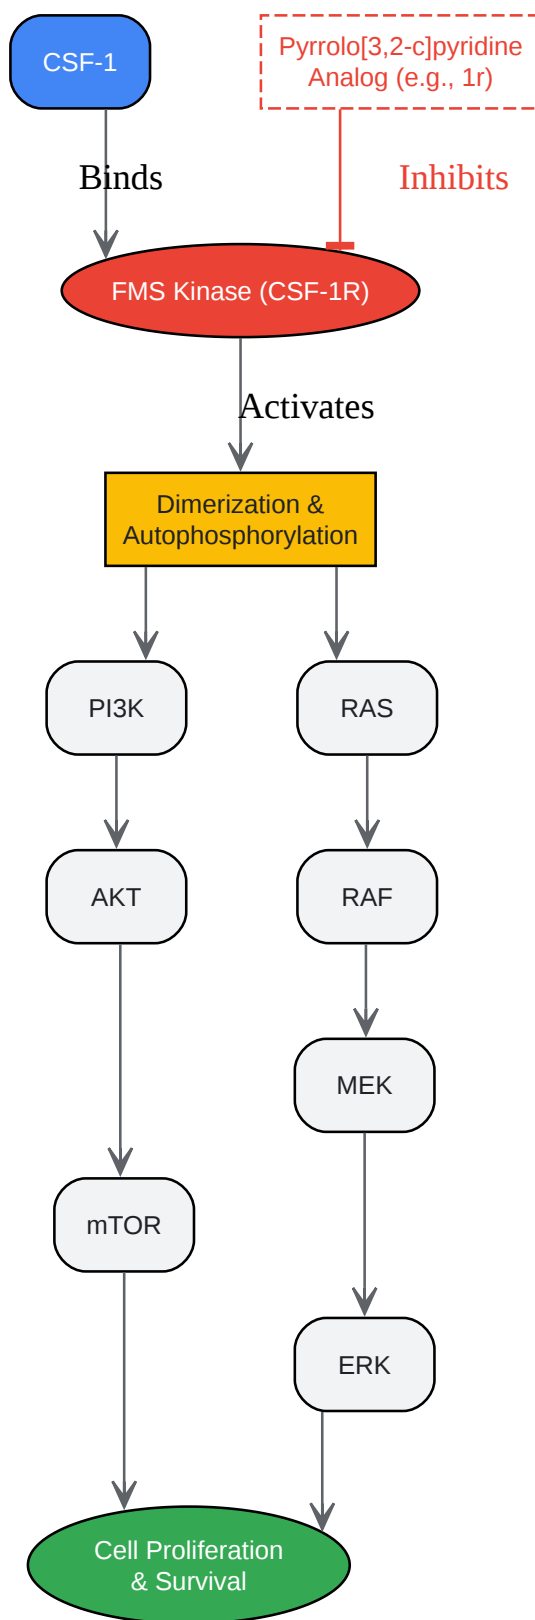 CSF-1
Pyrrolo[3,2-c]pyridine
Analog (e.g., 1r)
Binds
Inhibits
FMS Kinase (CSF-1R)
Activates
Dimerization &
Autophosphorylation
PI3K
RAS
AKT
RAF
MEK
mTOR
ERK
Cell Proliferation
& Survival